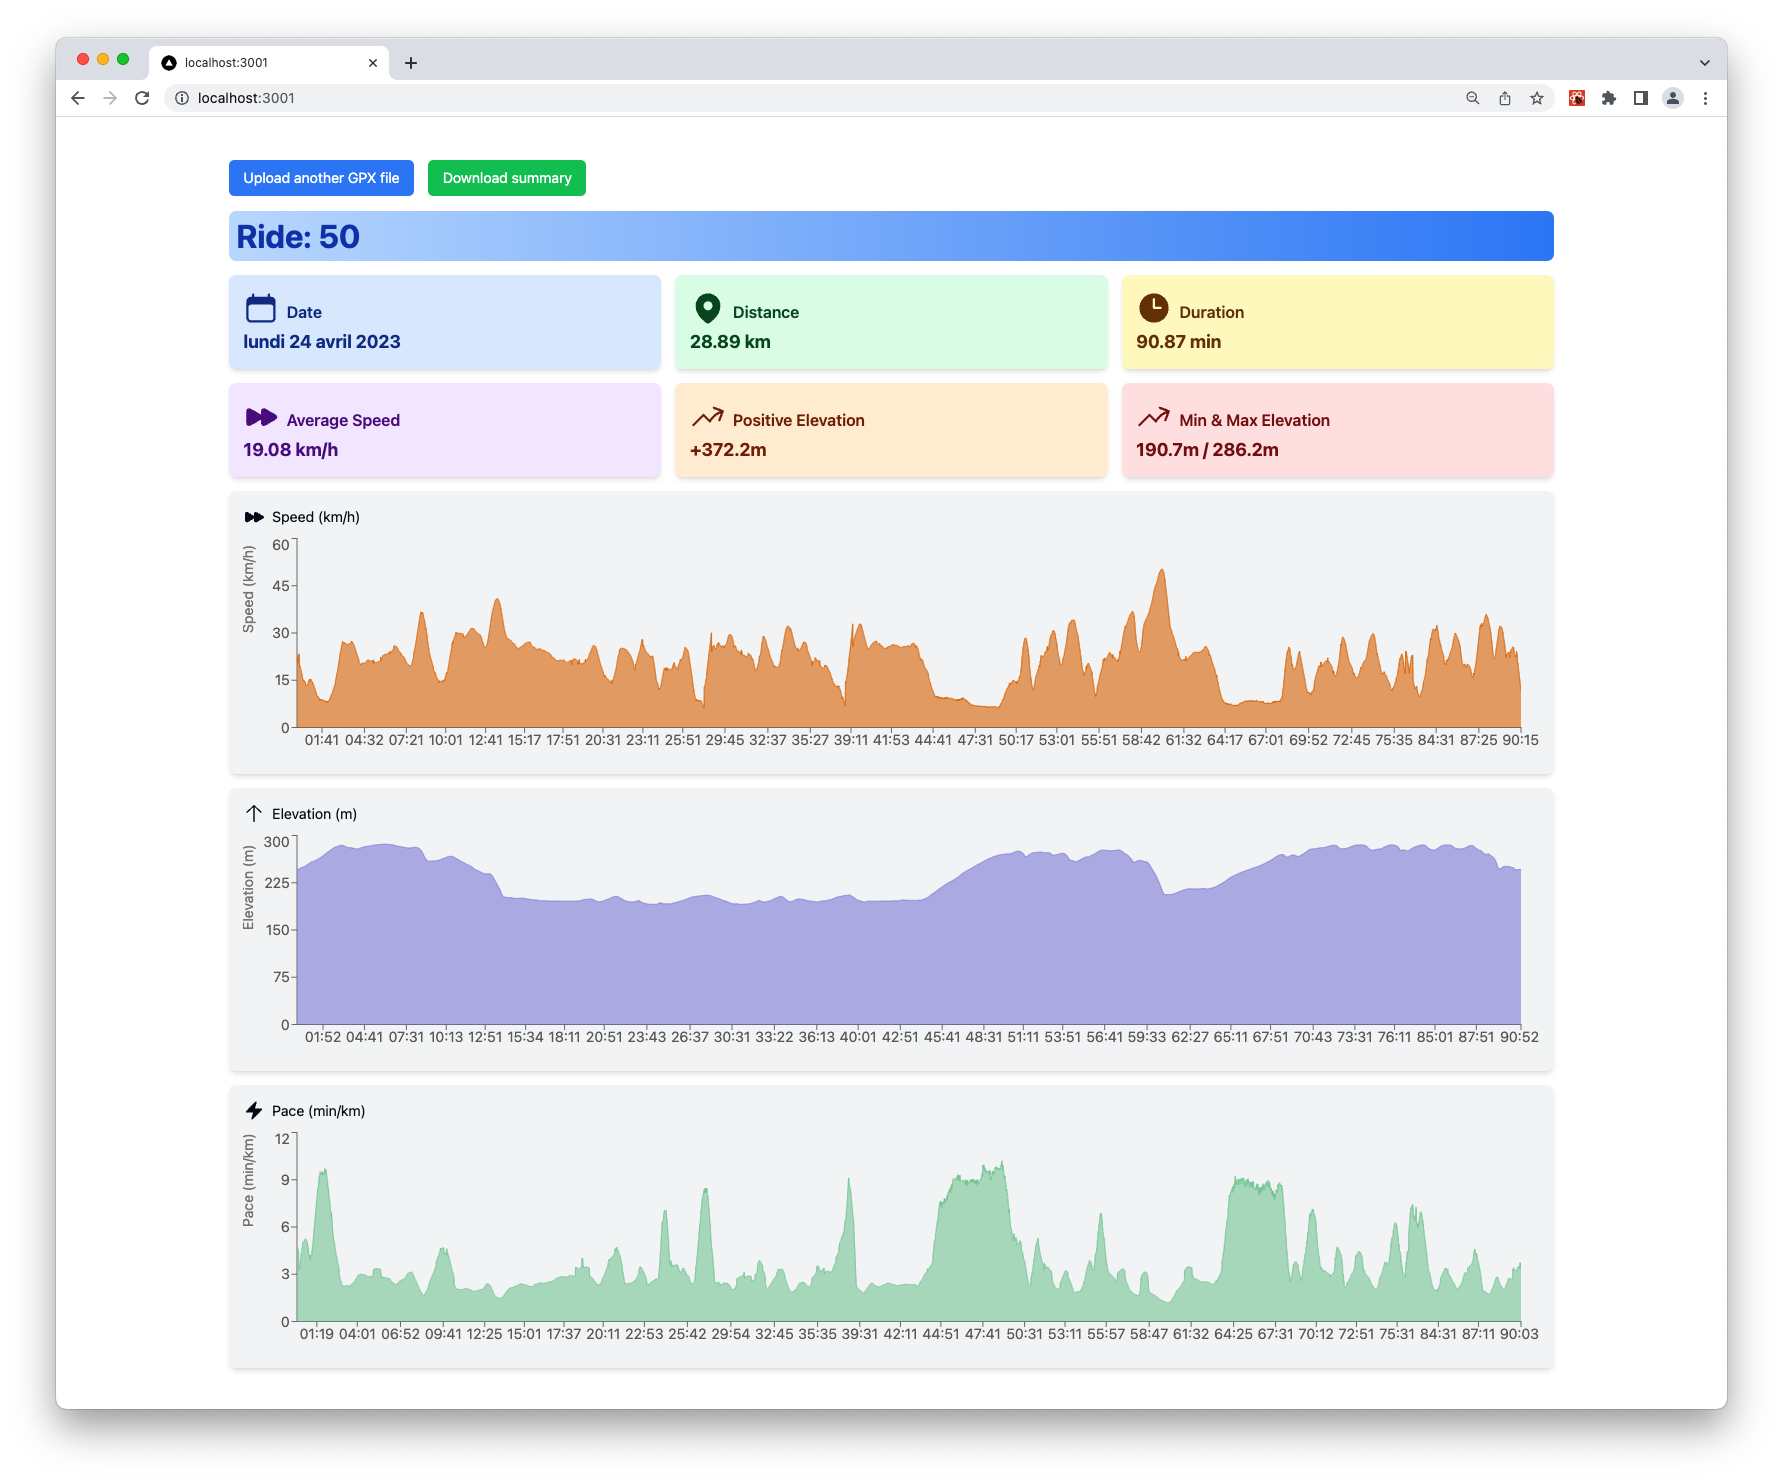 localhost:3001
localhost:3001
Upload another GPX file
Download summary
Ride: 50
Date
lundi 24 avril 2023
Distance
28.89 km
Duration
90.87 min
Average Speed
19.08 km/h
Positive Elevation
+372.2m
Min & Max Elevation
190.7m / 286.2m
Speed (km/h)
Speed (km/h)
60
45
30
15
0
01:41 04:32 07:21 10:01 12:41 15:17 17:51 20:31 23:11 25:51 29:45 32:37 35:27 39:11 41:53 44:41 47:31 50:17 53:01 55:51 58:42 61:32 64:17 67:01 69:52 72:45 75:35 84:31 87:25 90:15
Elevation (m)
Elevation (m)
300
225
150
75
0
01:52 04:41 07:31 10:13 12:51 15:34 18:11 20:51 23:43 26:37 30:31 33:22 36:13 40:01 42:51 45:41 48:31 51:11 53:51 56:41 59:33 62:27 65:11 67:51 70:43 73:31 76:11 85:01 87:51 90:52
Pace (min/km)
Pace (min/km)
12
9
6
3
0
01:19 04:01 06:52 09:41 12:25 15:01 17:37 20:11 22:53 25:42 29:54 32:45 35:35 39:31 42:11 44:51 47:41 50:31 53:11 55:57 58:47 61:32 64:25 67:31 70:12 72:51 75:31 84:31 87:11 90:03